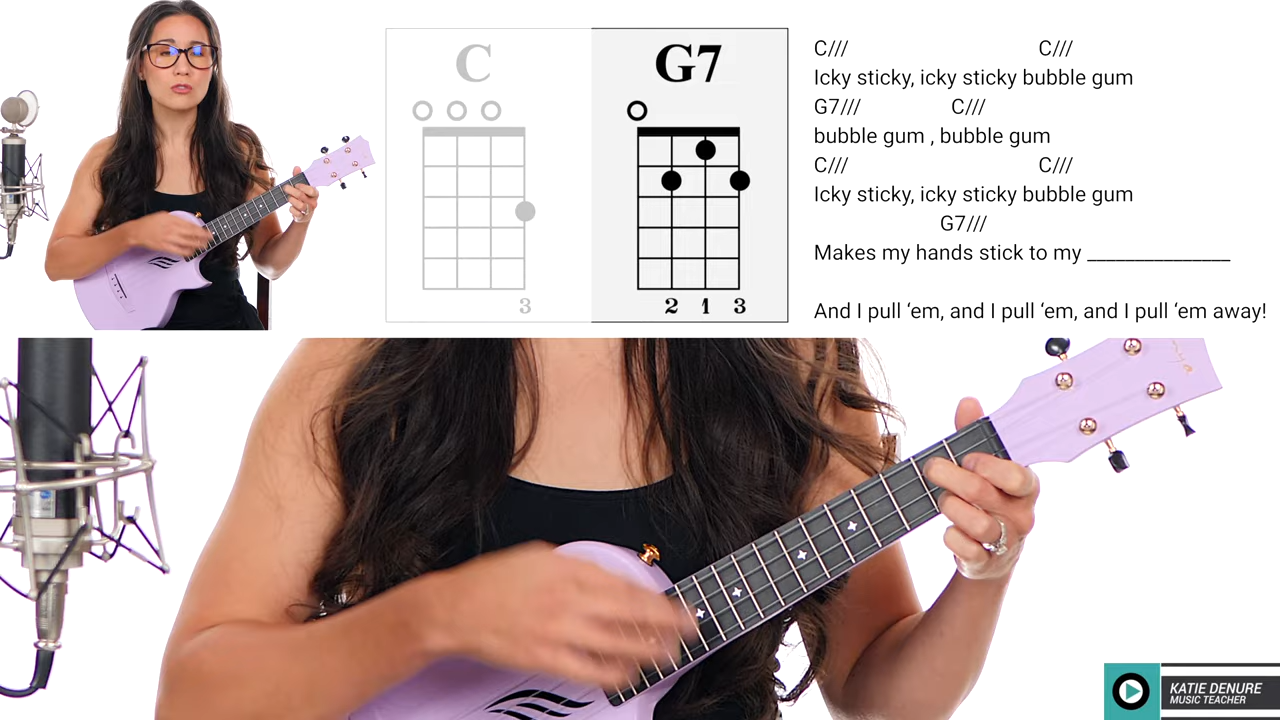 C G7
3 2 1 3
C/// C///
Icky sticky, icky sticky bubble gum
G7/// C///
bubble gum , bubble gum
C/// C///
Icky sticky, icky sticky bubble gum
G7///
Makes my hands stick to my _______________
And I pull ‘em, and I pull ‘em, and I pull ‘em away!
KATIE DENURE
MUSIC TEACHER